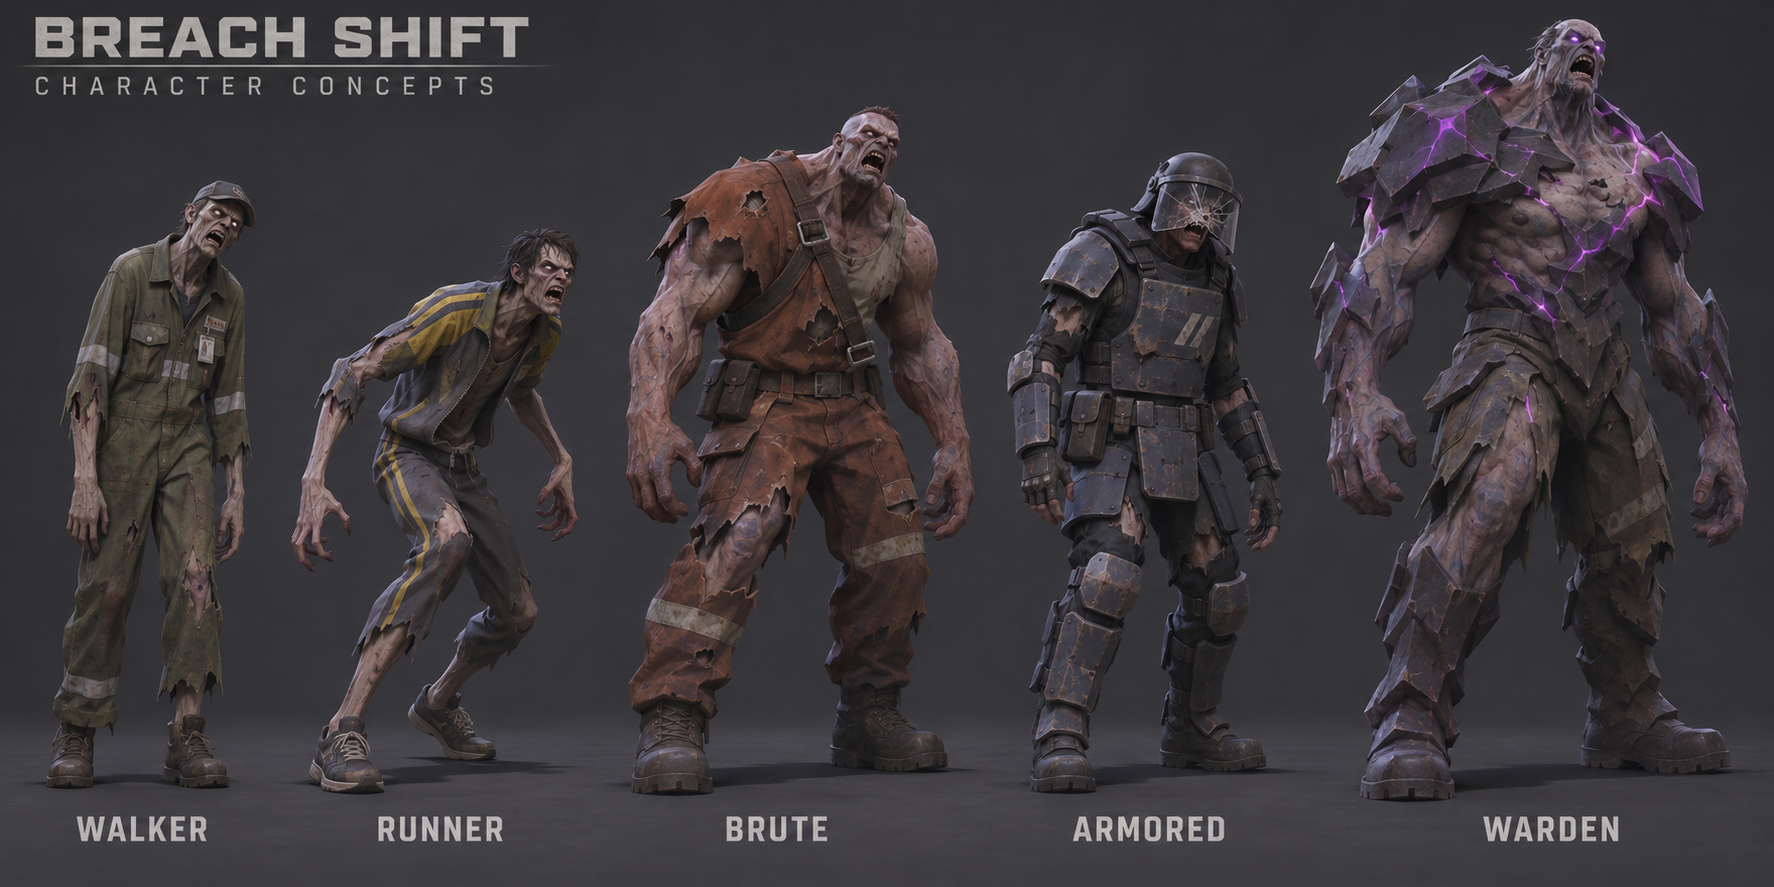 BREACH SHIFT
CHARACTER CONCEPTS
WALKER
RUNNER
BRUTE
ARMORED
WARDEN